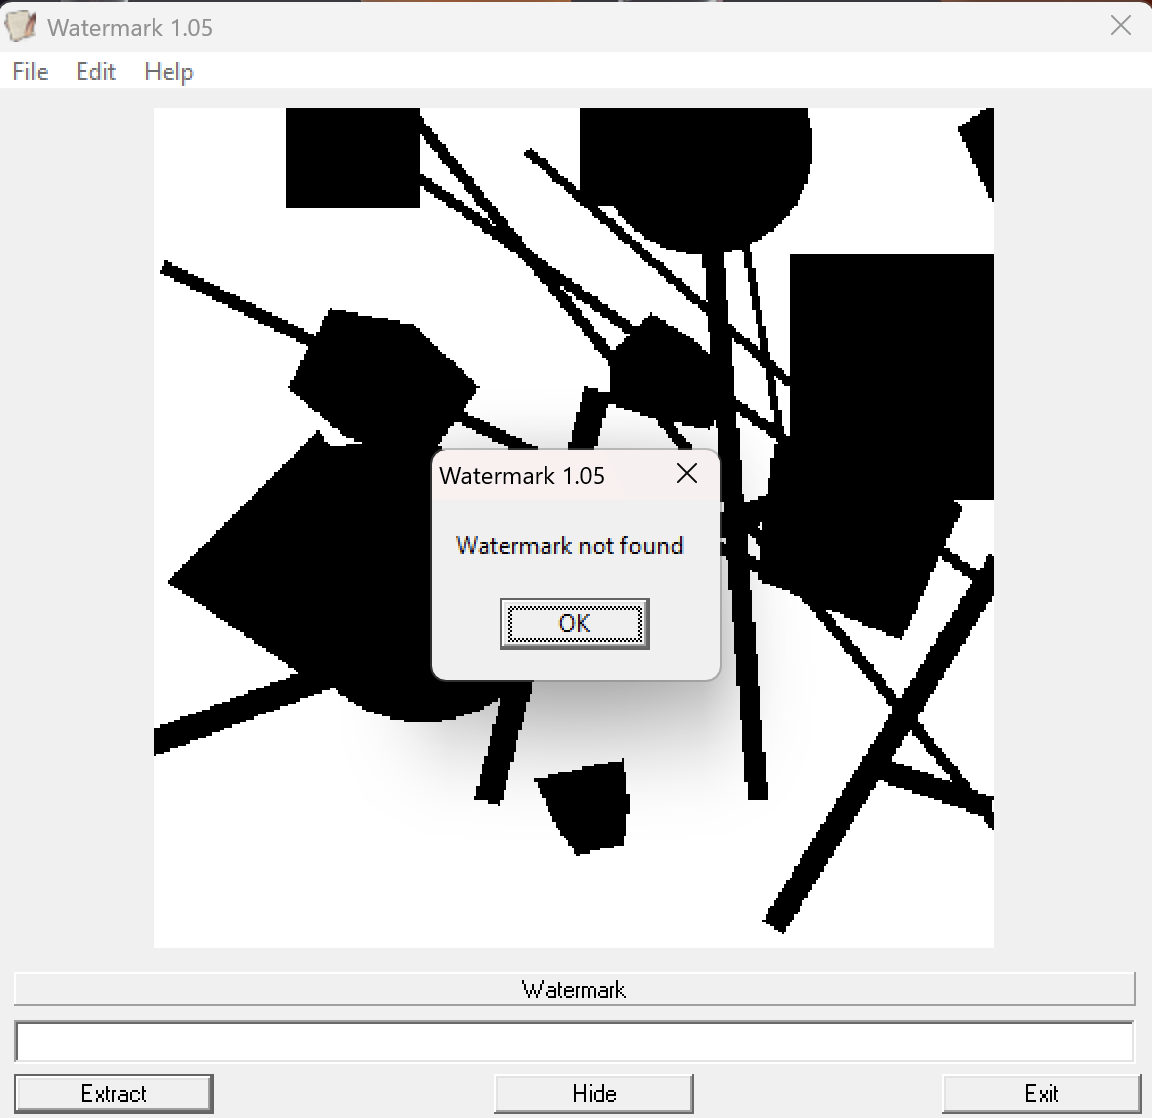 Watermark 1.05
File Edit Help
Watermark 1.05
Watermark not found
OK
Watermark
Extract Hide Exit